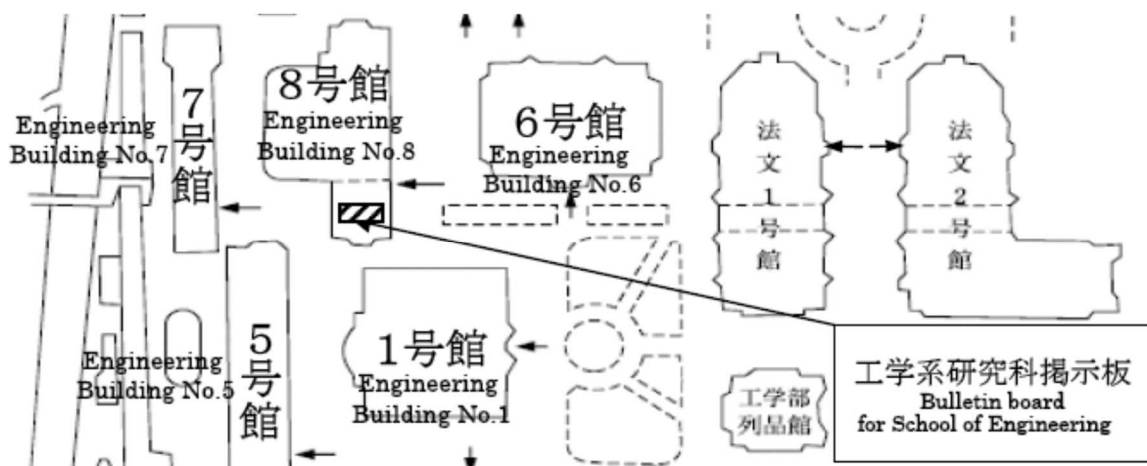 7号館
Engineering
Building No.7
8号館
Engineering
Building No.8
6号館
Engineering
Building No.6
法文1号館
法文2号館
5号館
Engineering
Building No.5
1号館
Engineering
Building No.1
工学部
列品館
工学系研究科掲示板
Bulletin board
for School of Engineering